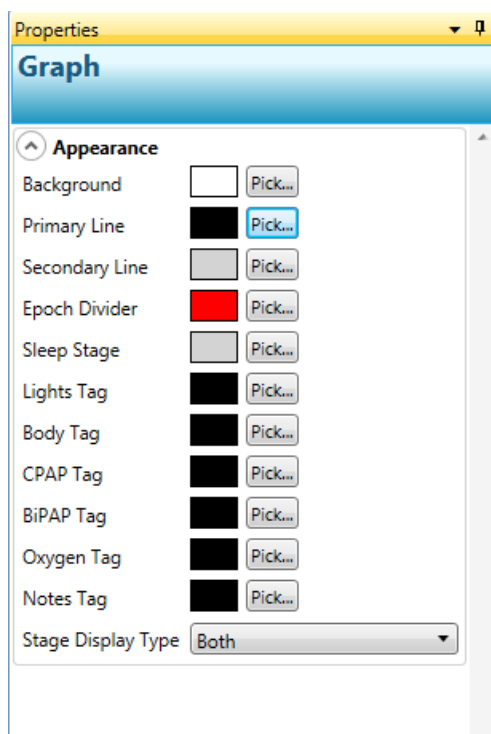 Properties
Graph
Appearance
Background Pick...
Primary Line Pick...
Secondary Line Pick...
Epoch Divider Pick...
Sleep Stage Pick...
Lights Tag Pick...
Body Tag Pick...
CPAP Tag Pick...
BiPAP Tag Pick...
Oxygen Tag Pick...
Notes Tag Pick...
Stage Display Type Both